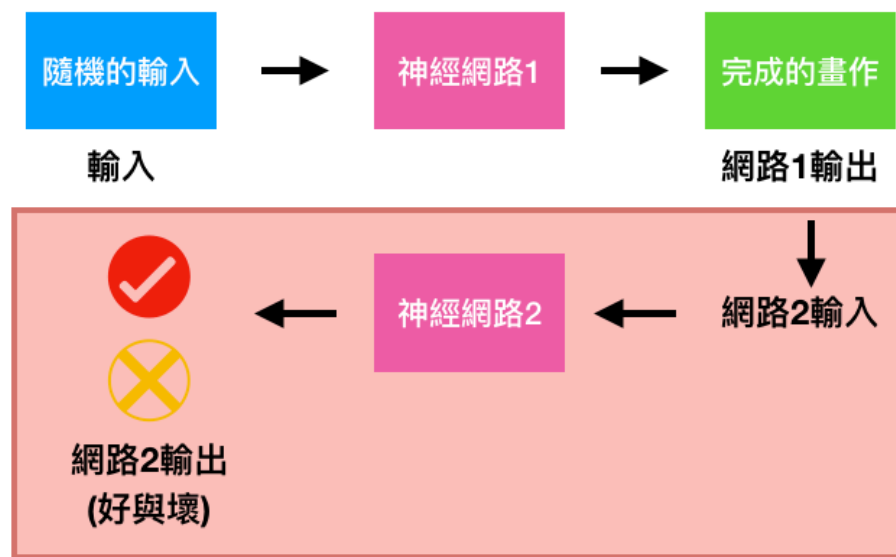 隨機的輸入
神經網路1
完成的畫作
輸入
網路1輸出
神經網路2
網路2輸入
網路2輸出
(好與壞)